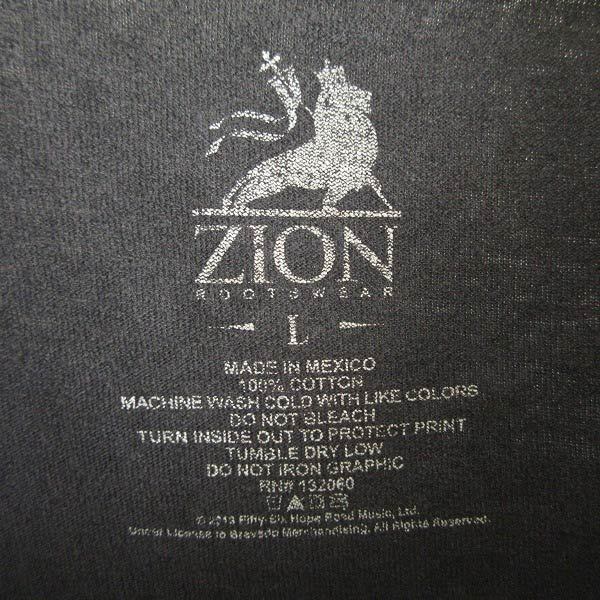 ZION
ROOTSWEAR
L
MADE IN MEXICO
100% COTTON
MACHINE WASH COLD WITH LIKE COLORS
DO NOT BLEACH
TURN INSIDE OUT TO PROTECT PRINT
TUMBLE DRY LOW
DO NOT IRON GRAPHIC
RN# 132060
© 2013 Fifty-Six Hope Road Music, Ltd.
Under License to Bravado Merchandising. All Rights Reserved.